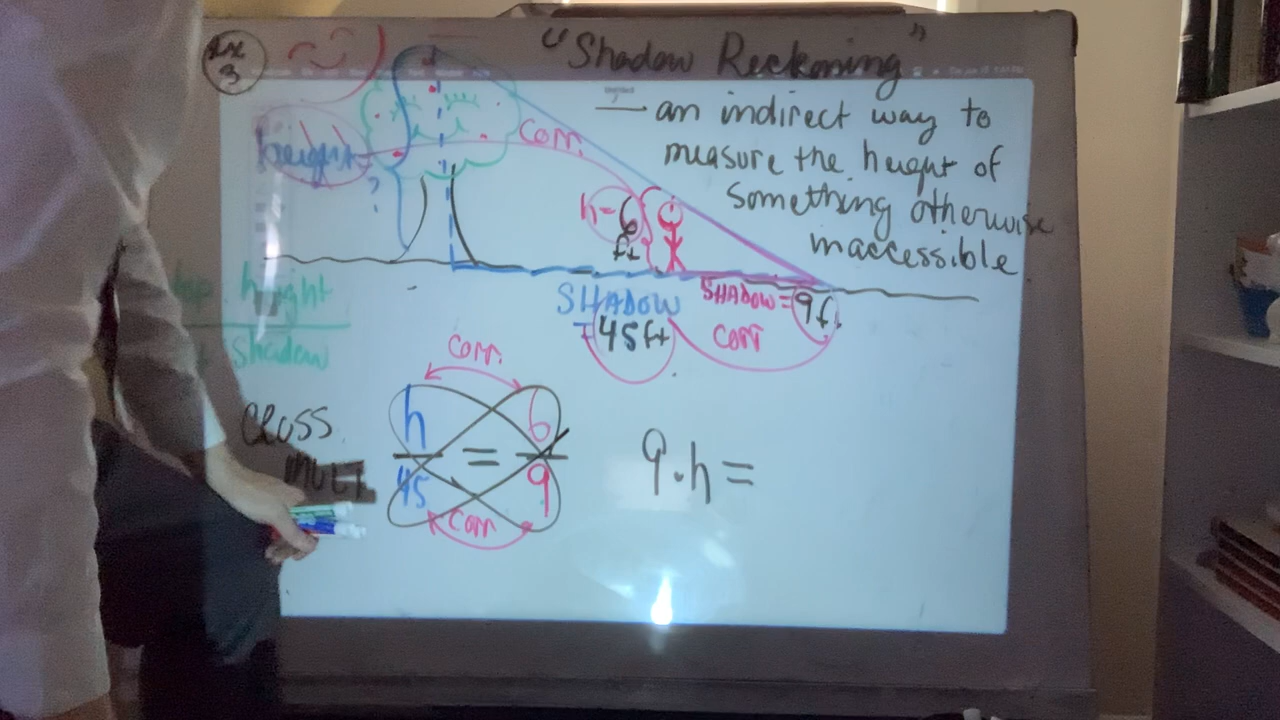 "Shadow Reckoning"
an indirect way to
measure the height of
something otherwise
inaccessible
corr.
height
?
h = 6
ft
SHADOW
= 45ft
SHADOW = 9f.
corr
height
shadow
corr.
CROSS
MULT
h = 6
45 9
corr
9·h =